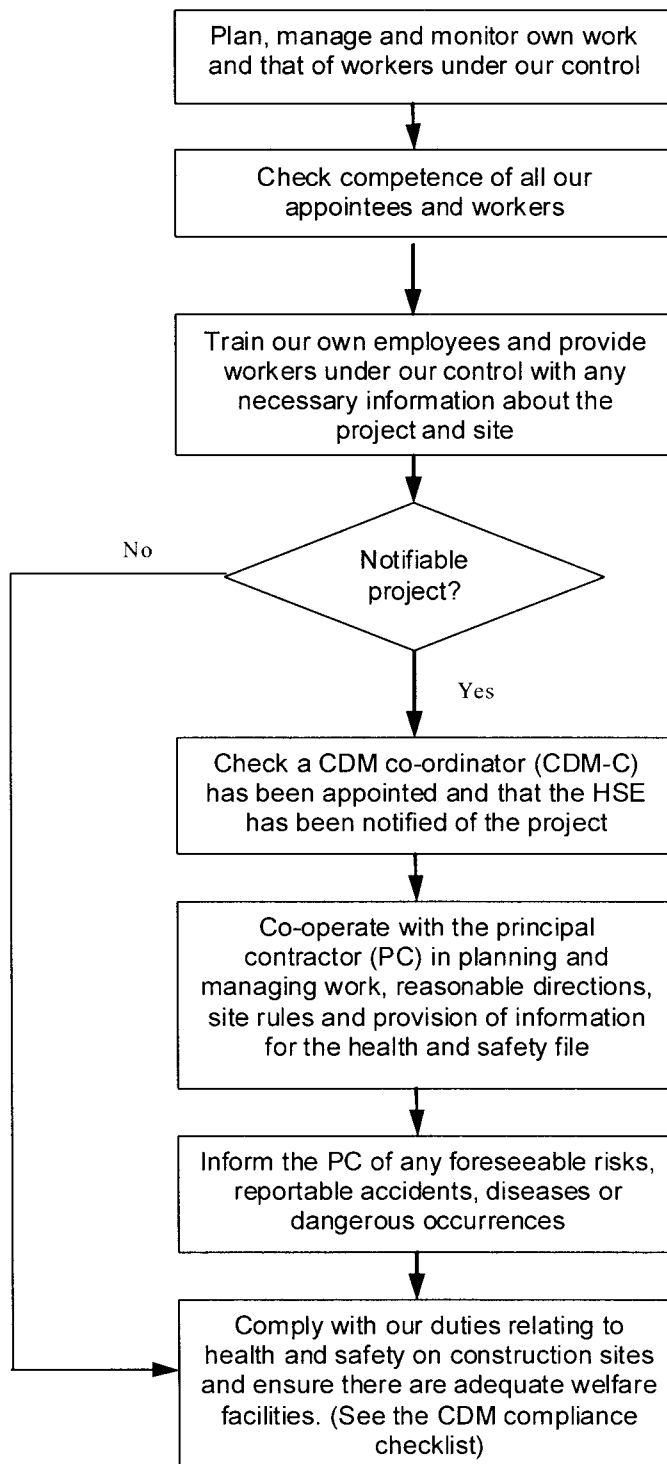 Plan, manage and monitor own work
and that of workers under our control
Check competence of all our
appointees and workers
Train our own employees and provide
workers under our control with any
necessary information about the
project and site
No
Notifiable
project?
Yes
Check a CDM co-ordinator (CDM-C)
has been appointed and that the HSE
has been notified of the project
Co-operate with the principal
contractor (PC) in planning and
managing work, reasonable directions,
site rules and provision of information
for the health and safety file
Inform the PC of any foreseeable risks,
reportable accidents, diseases or
dangerous occurrences
Comply with our duties relating to
health and safety on construction sites
and ensure there are adequate welfare
facilities. (See the CDM compliance
checklist)